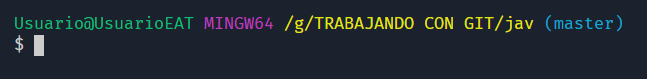 Usuario@UsuarioEAT MINGW64 /g/TRABAJANDO CON GIT/jav (master)
$